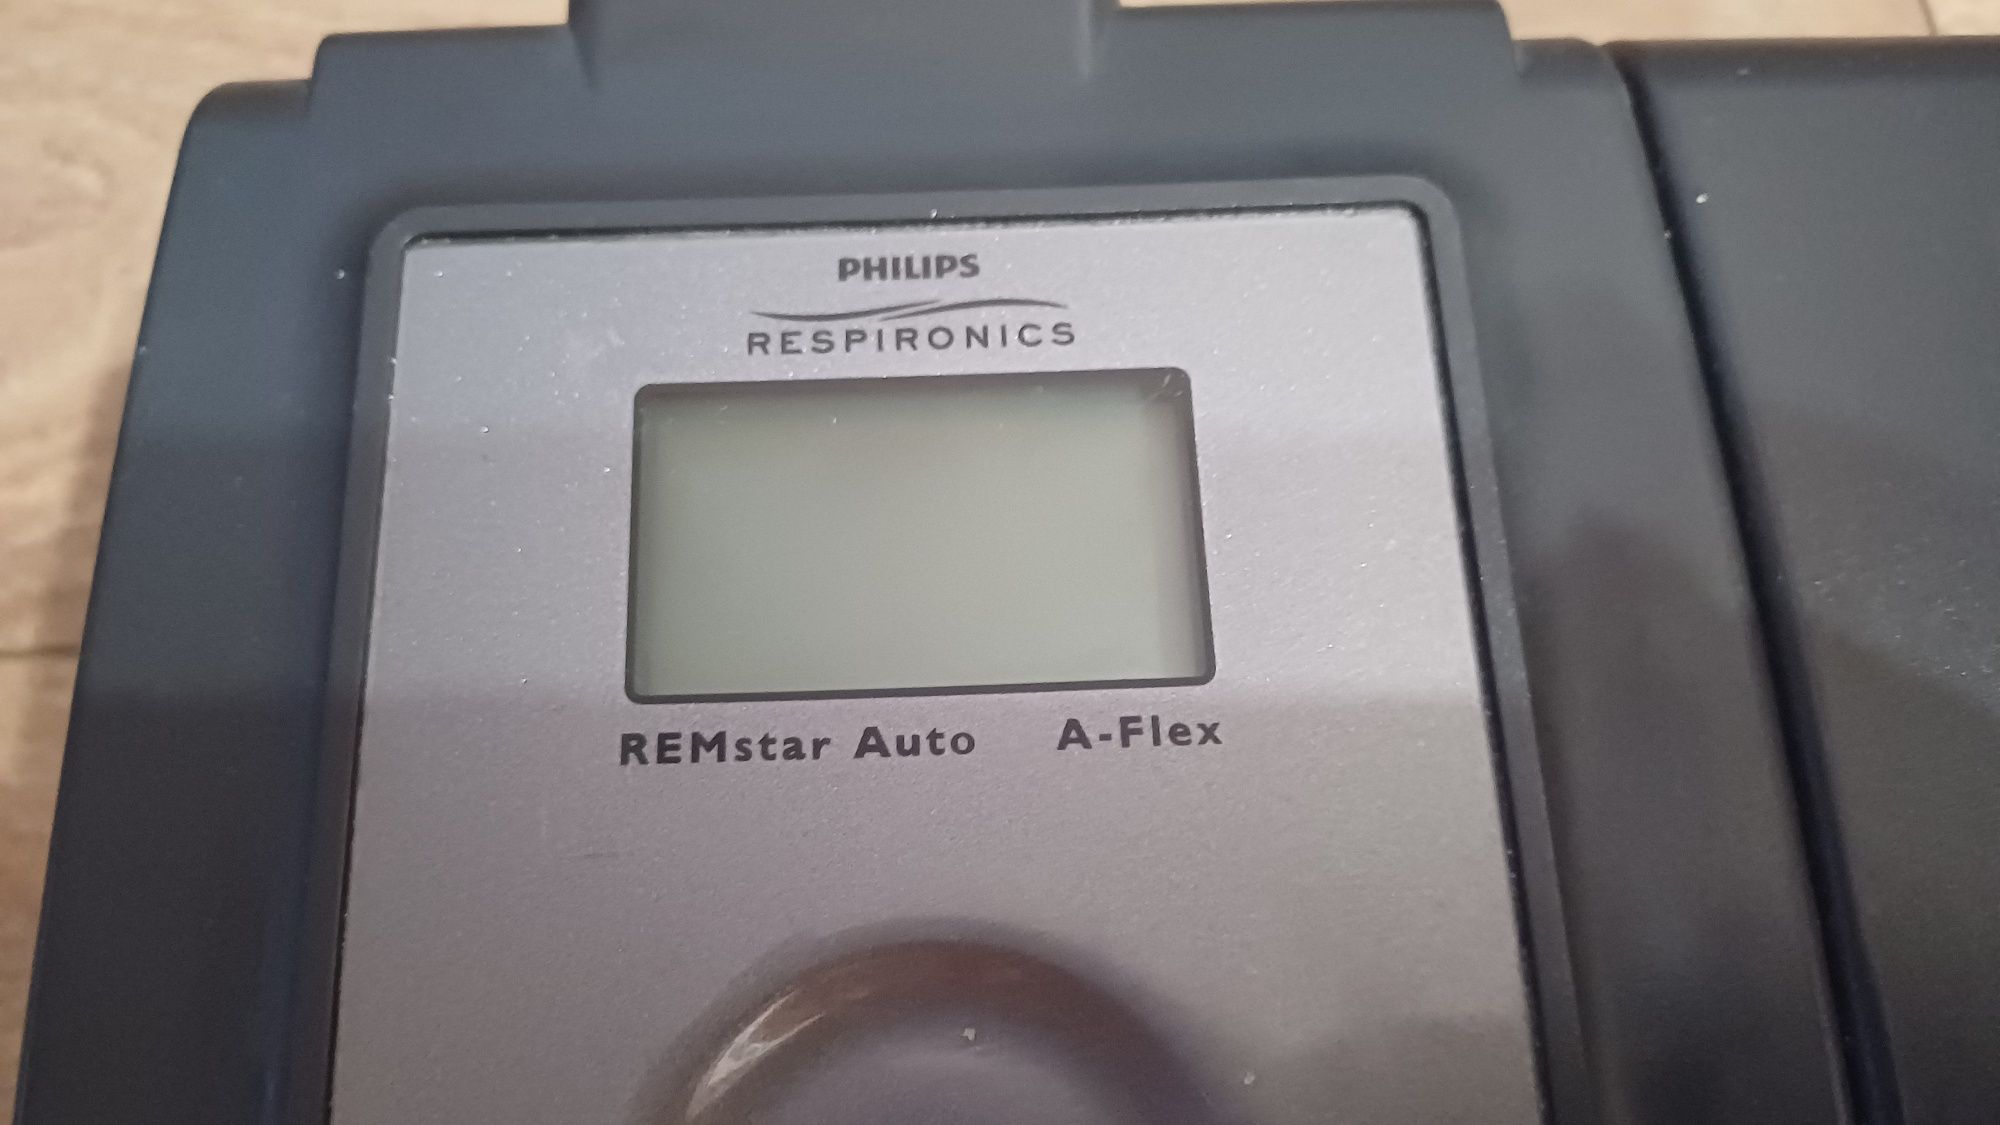 PHILIPS
RESPIRONICS
REMstar Auto A-Flex